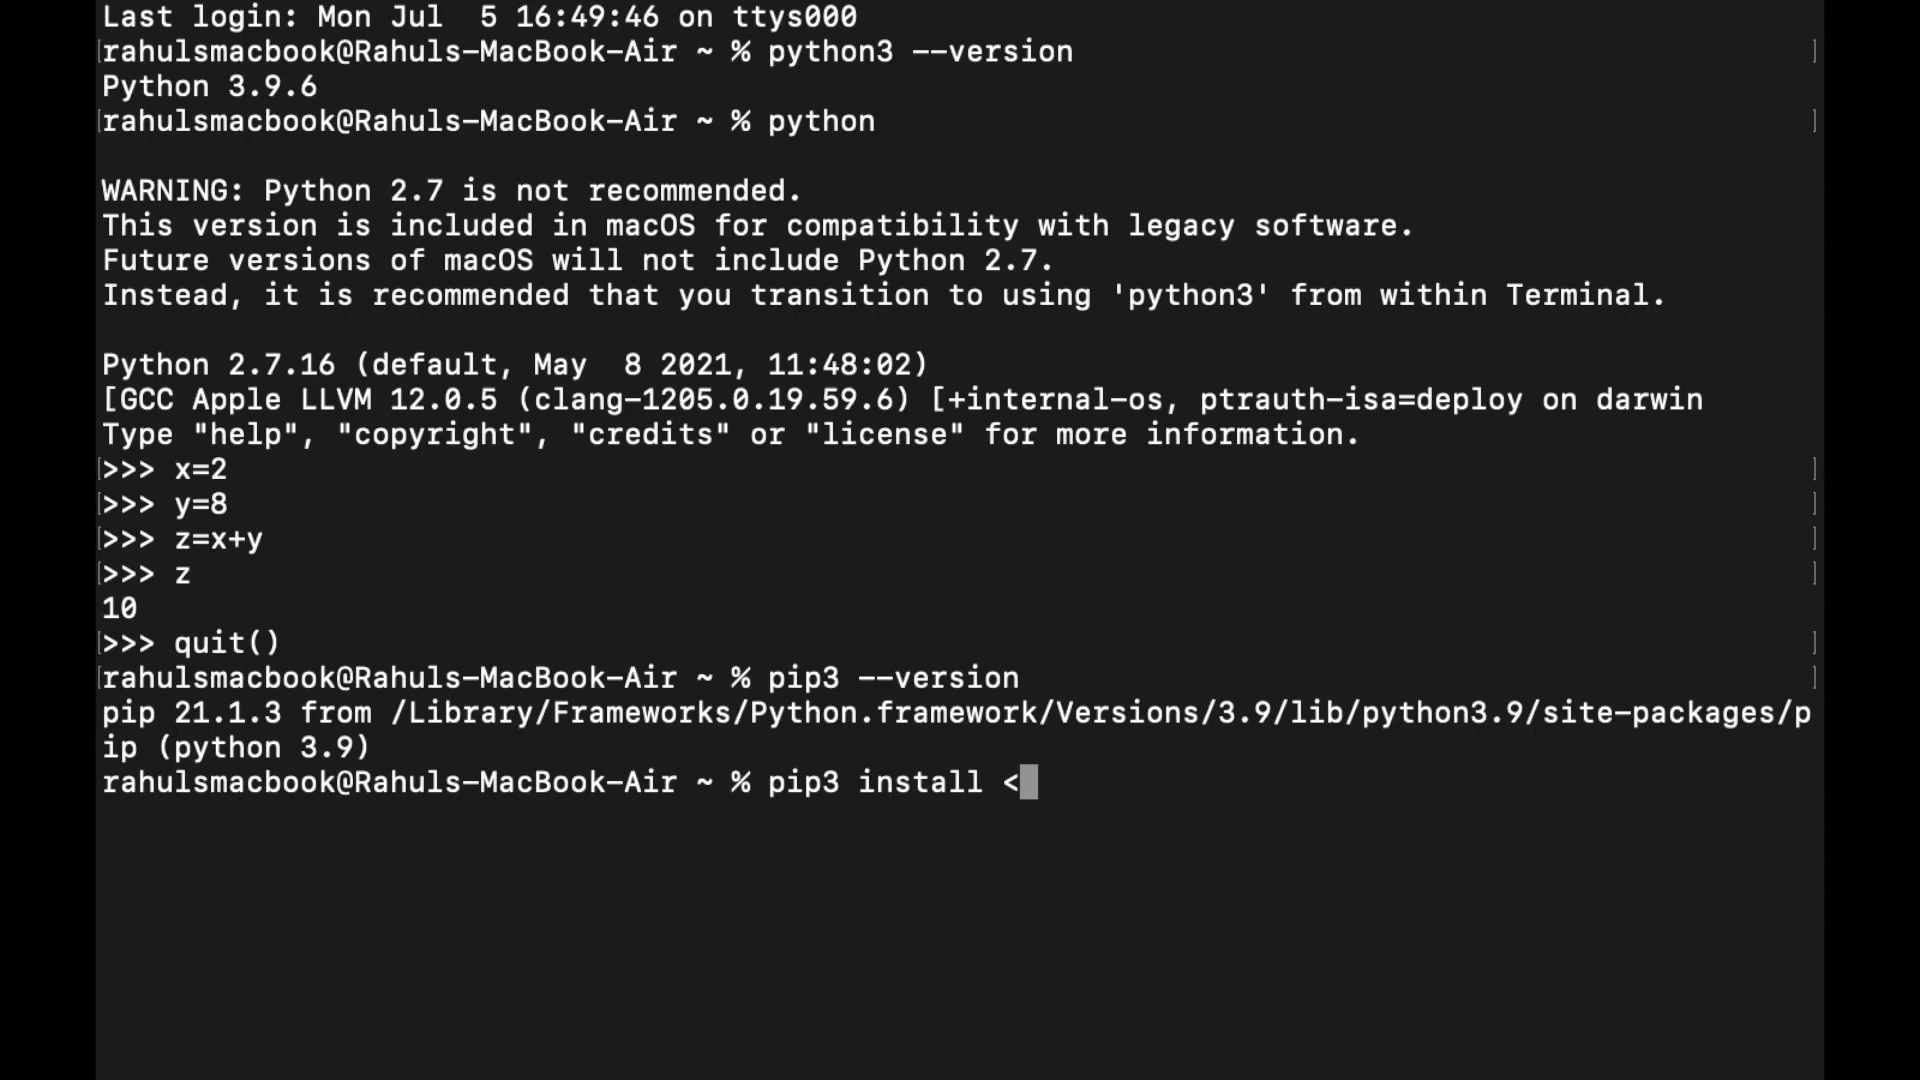 Last login: Mon Jul  5 16:49:46 on ttys000
[rahulsmacbook@Rahuls-MacBook-Air ~ % python3 --version ]
Python 3.9.6
[rahulsmacbook@Rahuls-MacBook-Air ~ % python ]
WARNING: Python 2.7 is not recommended.
This version is included in macOS for compatibility with legacy software.
Future versions of macOS will not include Python 2.7.
Instead, it is recommended that you transition to using 'python3' from within Terminal.
Python 2.7.16 (default, May  8 2021, 11:48:02)
[GCC Apple LLVM 12.0.5 (clang-1205.0.19.59.6) [+internal-os, ptrauth-isa=deploy on darwin
Type "help", "copyright", "credits" or "license" for more information.
[>>> x=2 ]
[>>> y=8 ]
[>>> z=x+y ]
[>>> z ]
10
[>>> quit() ]
[rahulsmacbook@Rahuls-MacBook-Air ~ % pip3 --version ]
pip 21.1.3 from /Library/Frameworks/Python.framework/Versions/3.9/lib/python3.9/site-packages/p
ip (python 3.9)
rahulsmacbook@Rahuls-MacBook-Air ~ % pip3 install <